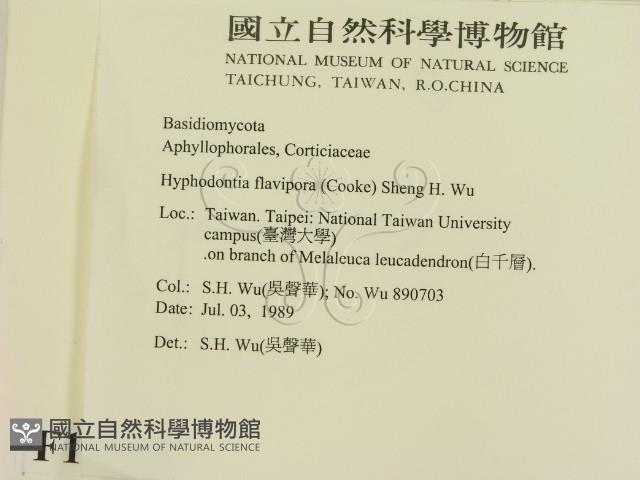 國立自然科學博物館
NATIONAL MUSEUM OF NATURAL SCIENCE
TAICHUNG, TAIWAN, R.O.CHINA
Basidiomycota
Aphyllophorales, Corticiaceae
Hyphodontia flavipora (Cooke) Sheng H. Wu
Loc.: Taiwan. Taipei: National Taiwan University
campus(臺灣大學)
.on branch of Melaleuca leucadendron(白千層).
Col.: S.H. Wu(吳聲華); No. Wu 890703
Date: Jul. 03, 1989
Det.: S.H. Wu(吳聲華)
F1
國立自然科學博物館
NATIONAL MUSEUM OF NATURAL SCIENCE